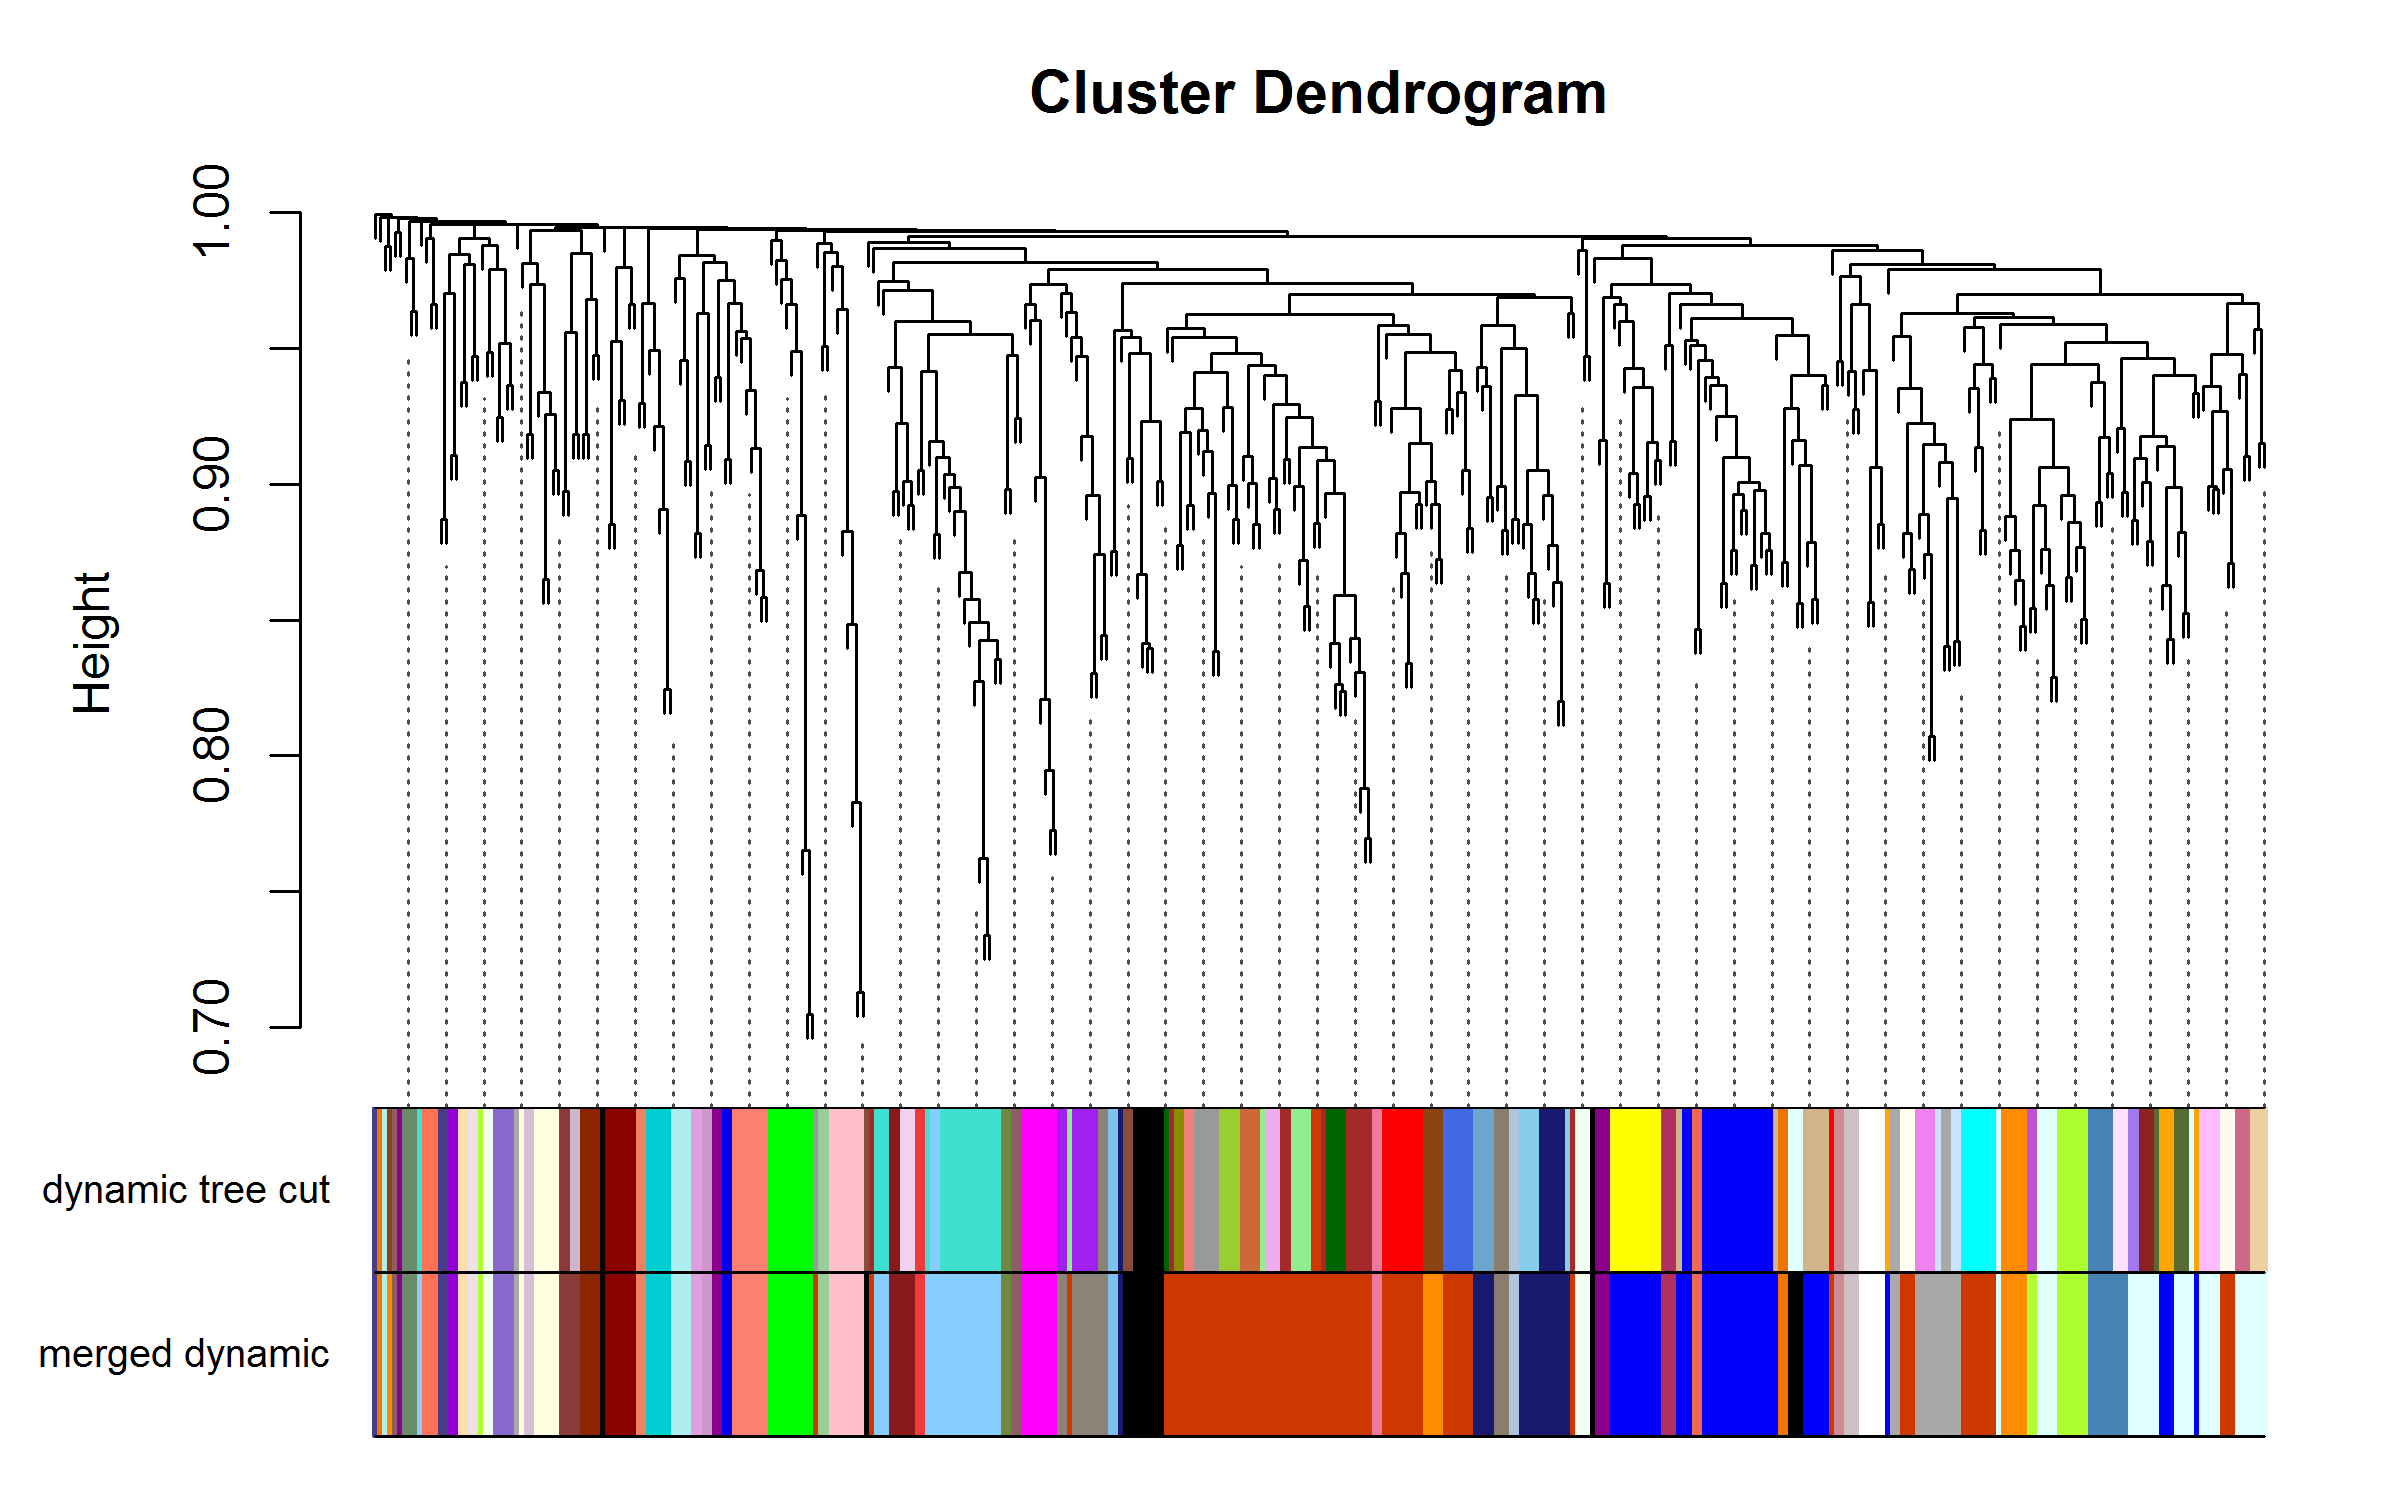 Cluster Dendrogram
Height
1.00
0.90
0.80
0.70
dynamic tree cut
merged dynamic